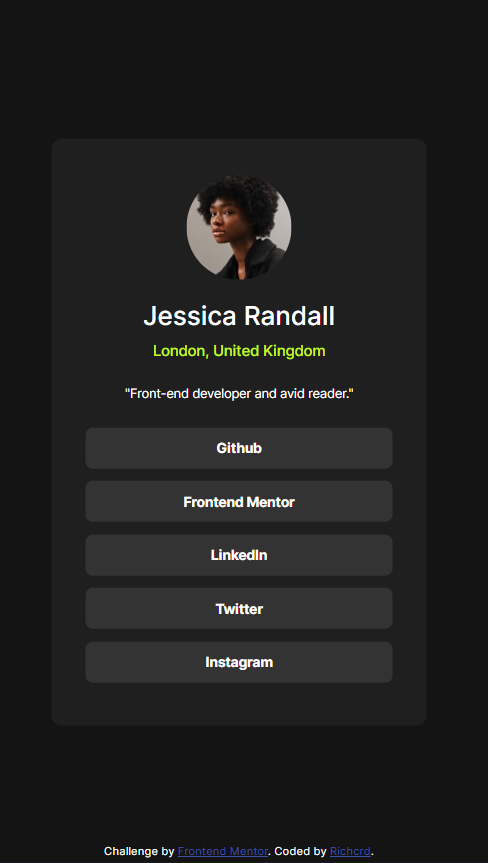 Jessica Randall
London, United Kingdom
"Front-end developer and avid reader."
Github
Frontend Mentor
LinkedIn
Twitter
Instagram
Challenge by Frontend Mentor. Coded by Richcrd.